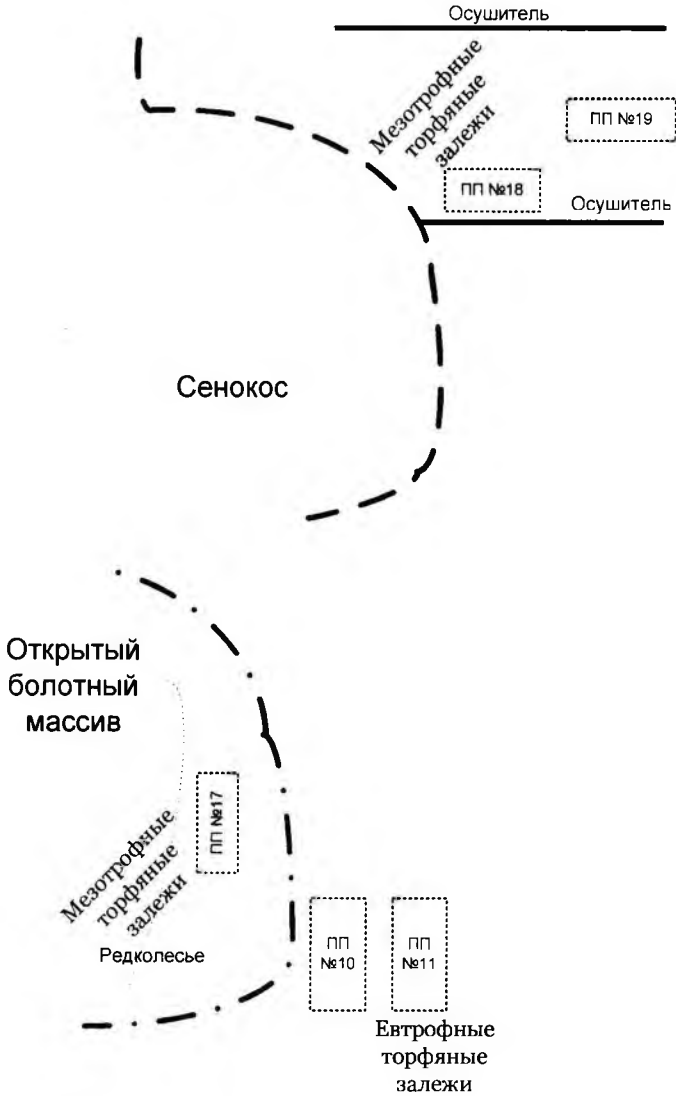 Осушитель
Мезотрофные
торфяные
залежи
ПП №19
ПП №18
Осушитель
Сенокос
Открытый
болотный
массив
ПП №17
Мезотрофные
торфяные
залежи
Редколесье
ПП
№10
ПП
№11
Евтрофные
торфяные
залежи